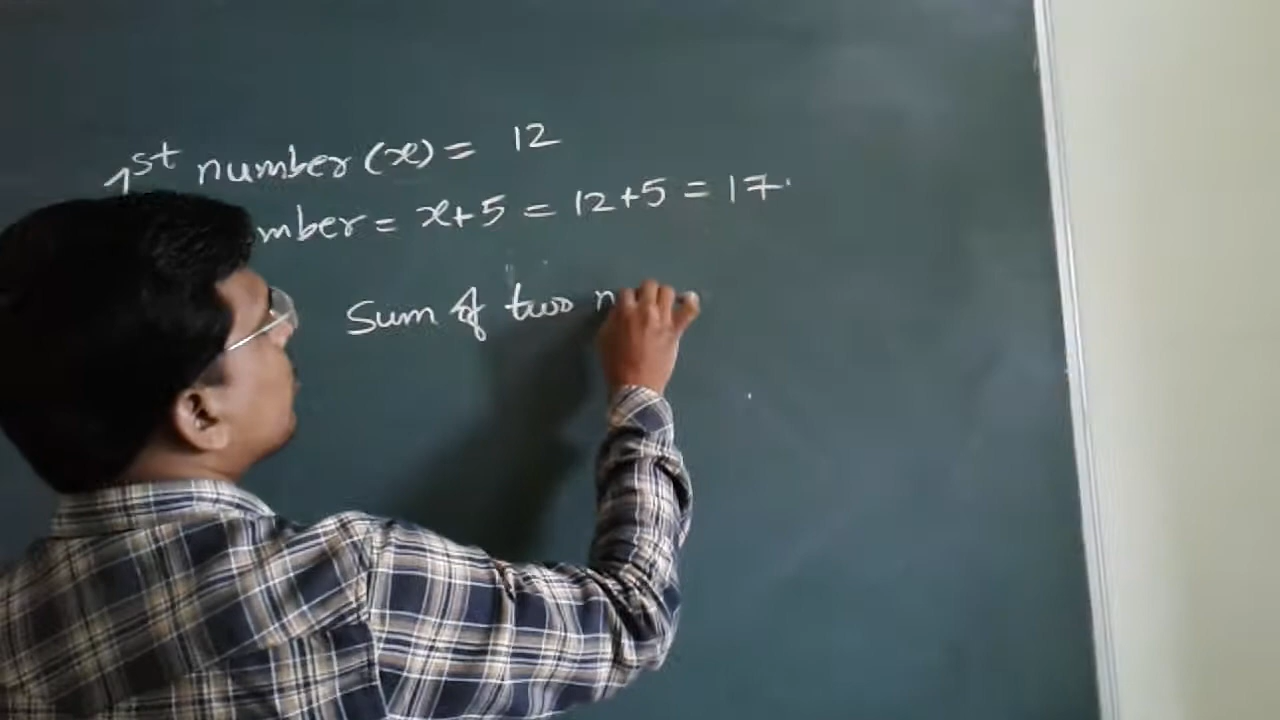 1st number (x) = 12
mber = x+5 = 12+5 = 17.
Sum of two n